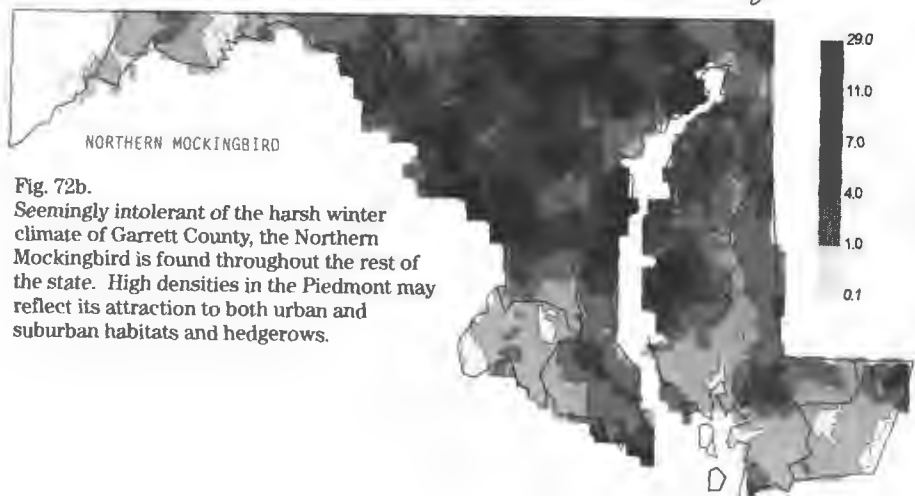 29.0
11.0
7.0
4.0
1.0
0.1
NORTHERN MOCKINGBIRD
Fig. 72b.
Seemingly intolerant of the harsh winter
climate of Garrett County, the Northern
Mockingbird is found throughout the rest of
the state. High densities in the Piedmont may
reflect its attraction to both urban and
suburban habitats and hedgerows.